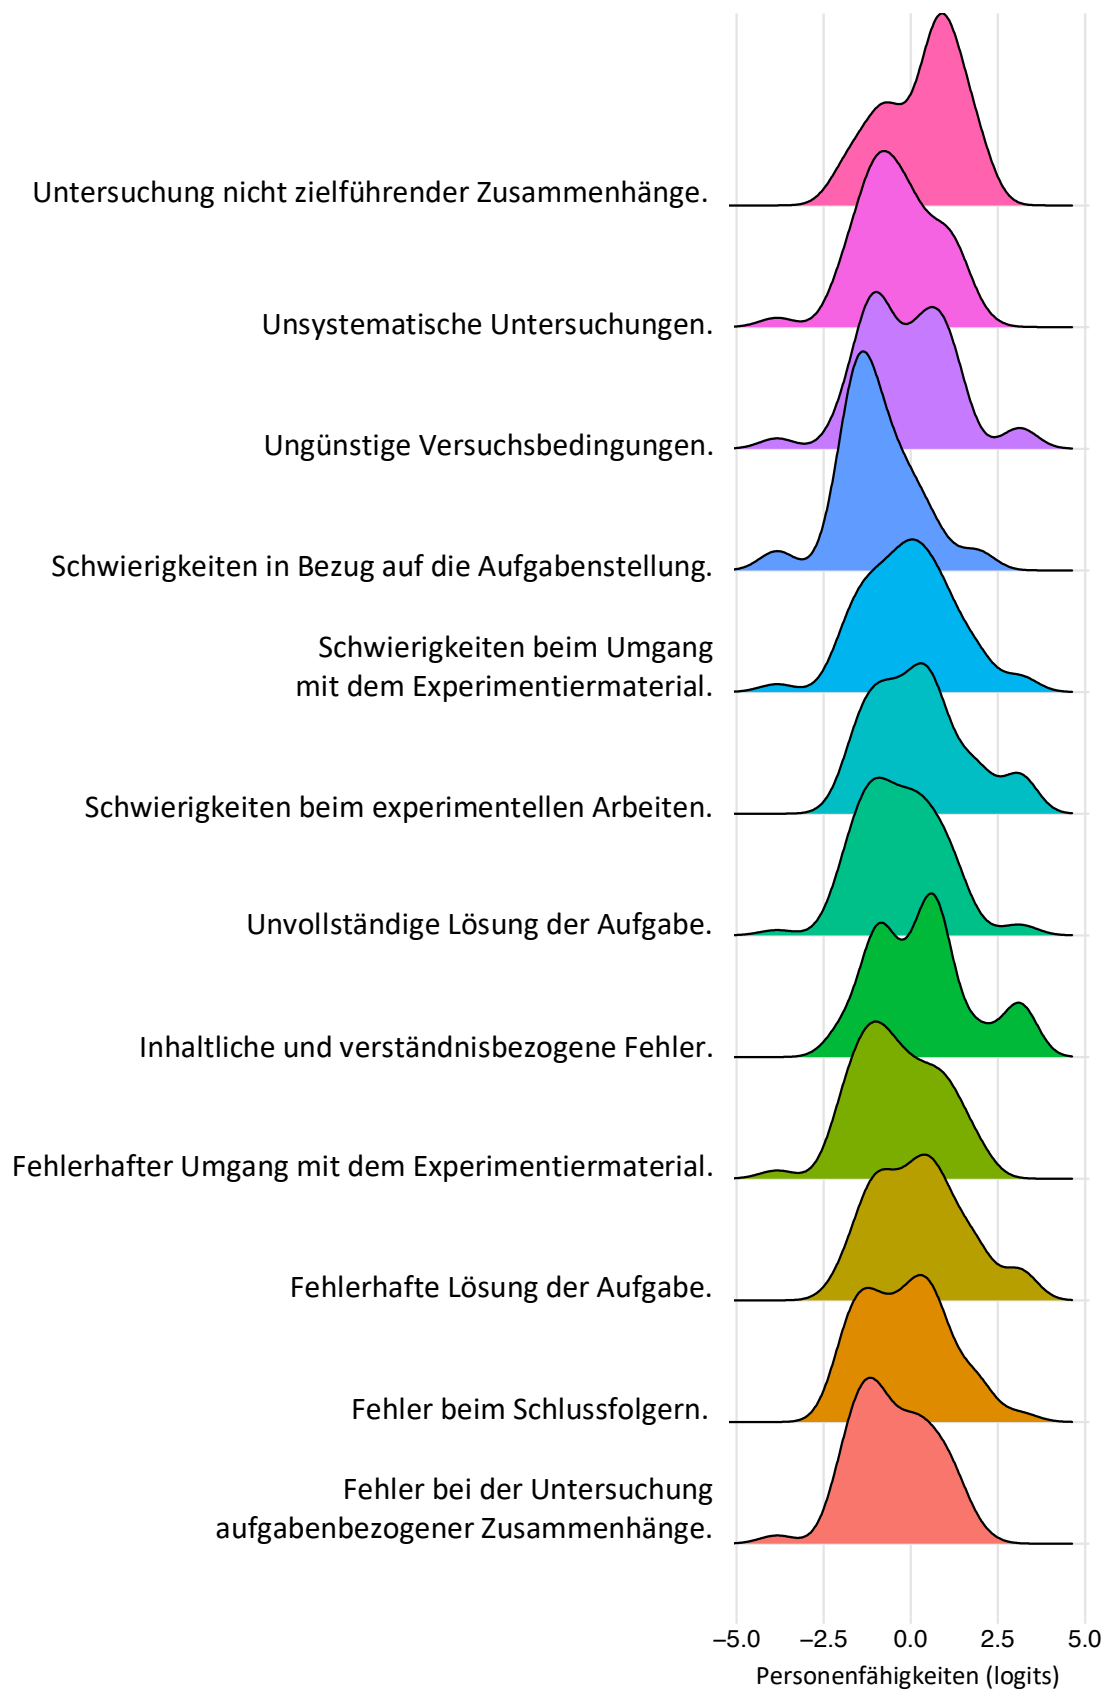 Untersuchung nicht zielführender Zusammenhänge.
Unsystematische Untersuchungen.
Ungünstige Versuchsbedingungen.
Schwierigkeiten in Bezug auf die Aufgabenstellung.
Schwierigkeiten beim Umgang
mit dem Experimentiermaterial.
Schwierigkeiten beim experimentellen Arbeiten.
Unvollständige Lösung der Aufgabe.
Inhaltliche und verständnisbezogene Fehler.
Fehlerhafter Umgang mit dem Experimentiermaterial.
Fehlerhafte Lösung der Aufgabe.
Fehler beim Schlussfolgern.
Fehler bei der Untersuchung
aufgabenbezogener Zusammenhänge.
−5.0 −2.5 0.0 2.5 5.0
Personenfähigkeiten (logits)